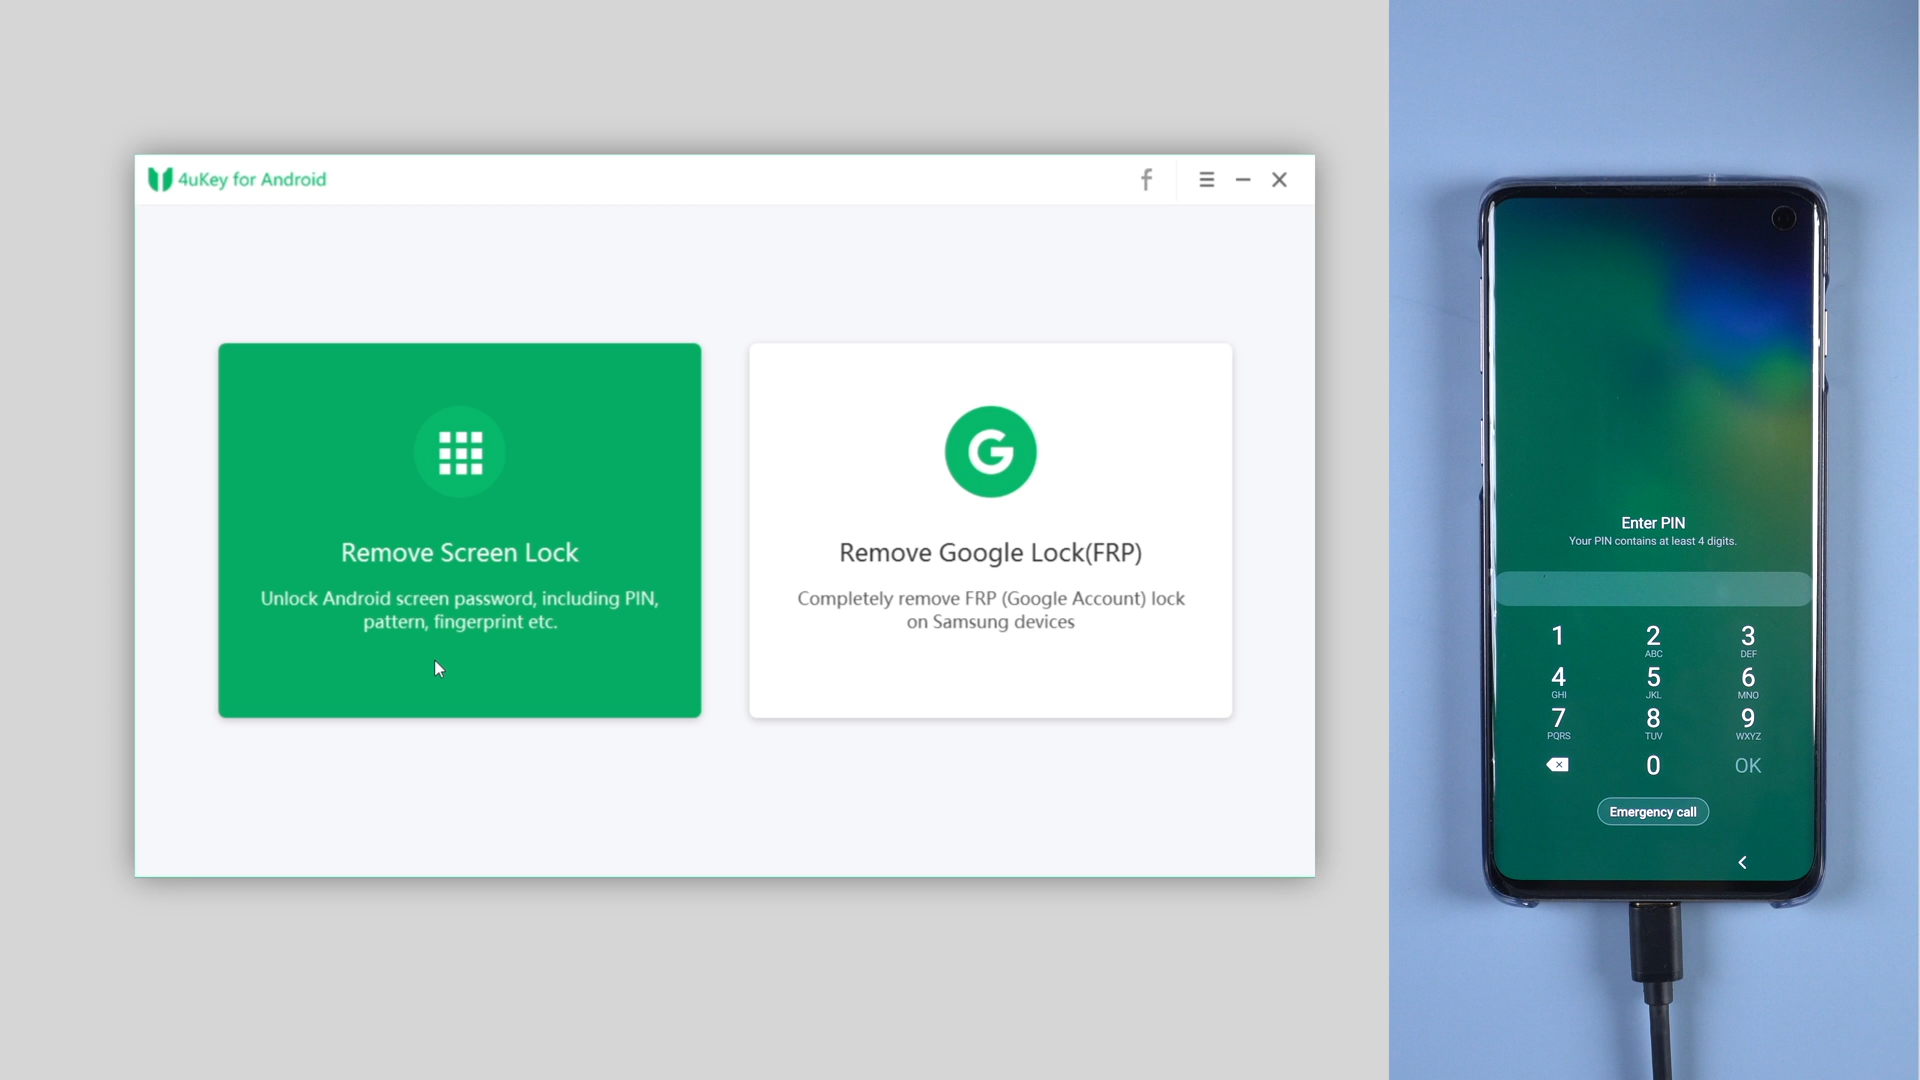 4uKey for Android
Remove Screen Lock
Unlock Android screen password, including PIN,
pattern, fingerprint etc.
Remove Google Lock(FRP)
Completely remove FRP (Google Account) lock
on Samsung devices
Enter PIN
Your PIN contains at least 4 digits.
1 2 3
ABC DEF
4 5 6
GHI JKL MNO
7 8 9
PQRS TUV WXYZ
0 OK
Emergency call